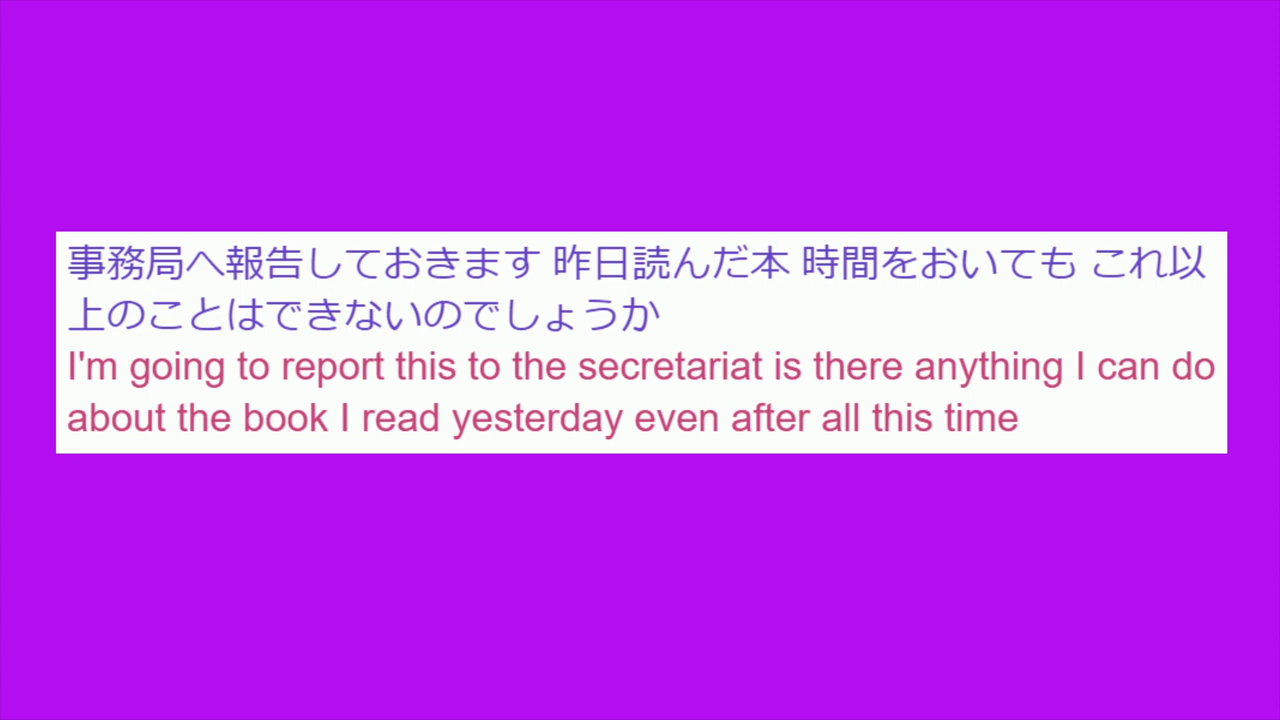 事務局へ報告しておきます 昨日読んだ本 時間をおいても これ以
上のことはできないのでしょうか
I'm going to report this to the secretariat is there anything I can do
about the book I read yesterday even after all this time